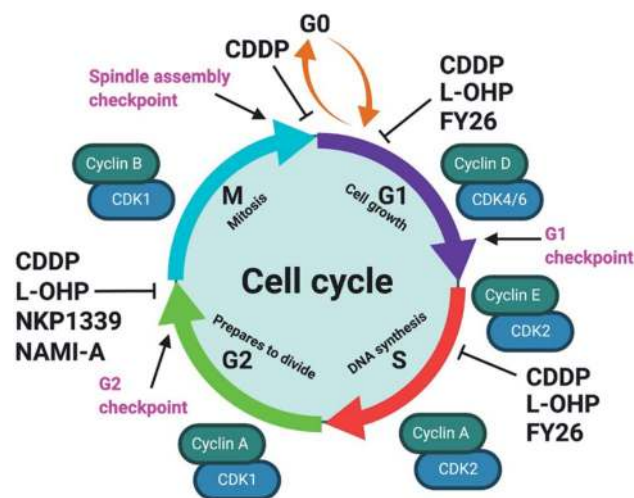 G0
CDDP
Spindle assembly
checkpoint
CDDP
L-OHP
FY26
Cyclin B
CDK1
Cyclin D
CDK4/6
M
Mitosis
G1
Cell growth
G1
checkpoint
CDDP
L-OHP
NKP1339
NAMI-A
Cell cycle
Cyclin E
CDK2
Prepares to divide
G2
DNA synthesis
S
G2
checkpoint
CDDP
L-OHP
FY26
Cyclin A
CDK1
Cyclin A
CDK2